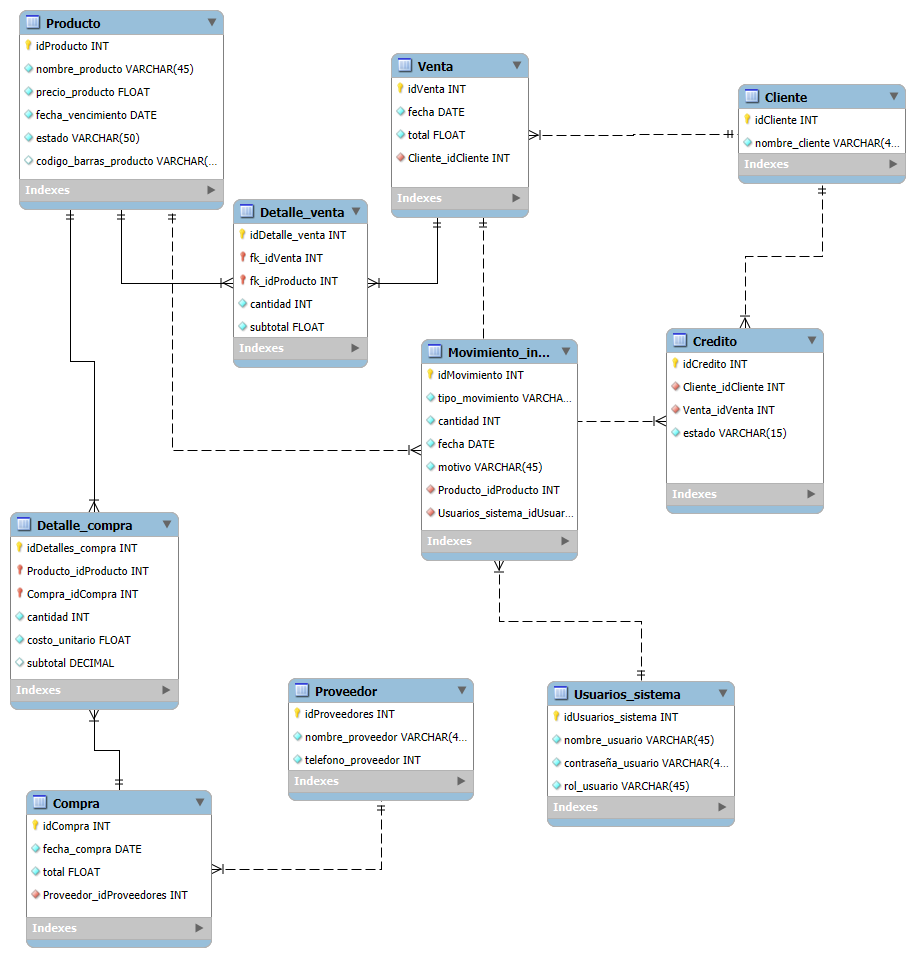 Producto
idProducto INT
nombre_producto VARCHAR(45)
precio_producto FLOAT
fecha_vencimiento DATE
estado VARCHAR(50)
codigo_barras_producto VARCHAR(...
Indexes
Venta
idVenta INT
fecha DATE
total FLOAT
Cliente_idCliente INT
Indexes
Cliente
idCliente INT
nombre_cliente VARCHAR(4...
Indexes
Detalle_venta
idDetalle_venta INT
fk_idVenta INT
fk_idProducto INT
cantidad INT
subtotal FLOAT
Indexes
Movimiento_in...
idMovimiento INT
tipo_movimiento VARCHA...
cantidad INT
fecha DATE
motivo VARCHAR(45)
Producto_idProducto INT
Usuarios_sistema_idUsuar...
Indexes
Credito
idCredito INT
Cliente_idCliente INT
Venta_idVenta INT
estado VARCHAR(15)
Indexes
Detalle_compra
idDetalles_compra INT
Producto_idProducto INT
Compra_idCompra INT
cantidad INT
costo_unitario FLOAT
subtotal DECIMAL
Indexes
Proveedor
idProveedores INT
nombre_proveedor VARCHAR(4...
telefono_proveedor INT
Indexes
Usuarios_sistema
idUsuarios_sistema INT
nombre_usuario VARCHAR(45)
contraseña_usuario VARCHAR(4...
rol_usuario VARCHAR(45)
Indexes
Compra
idCompra INT
fecha_compra DATE
total FLOAT
Proveedor_idProveedores INT
Indexes